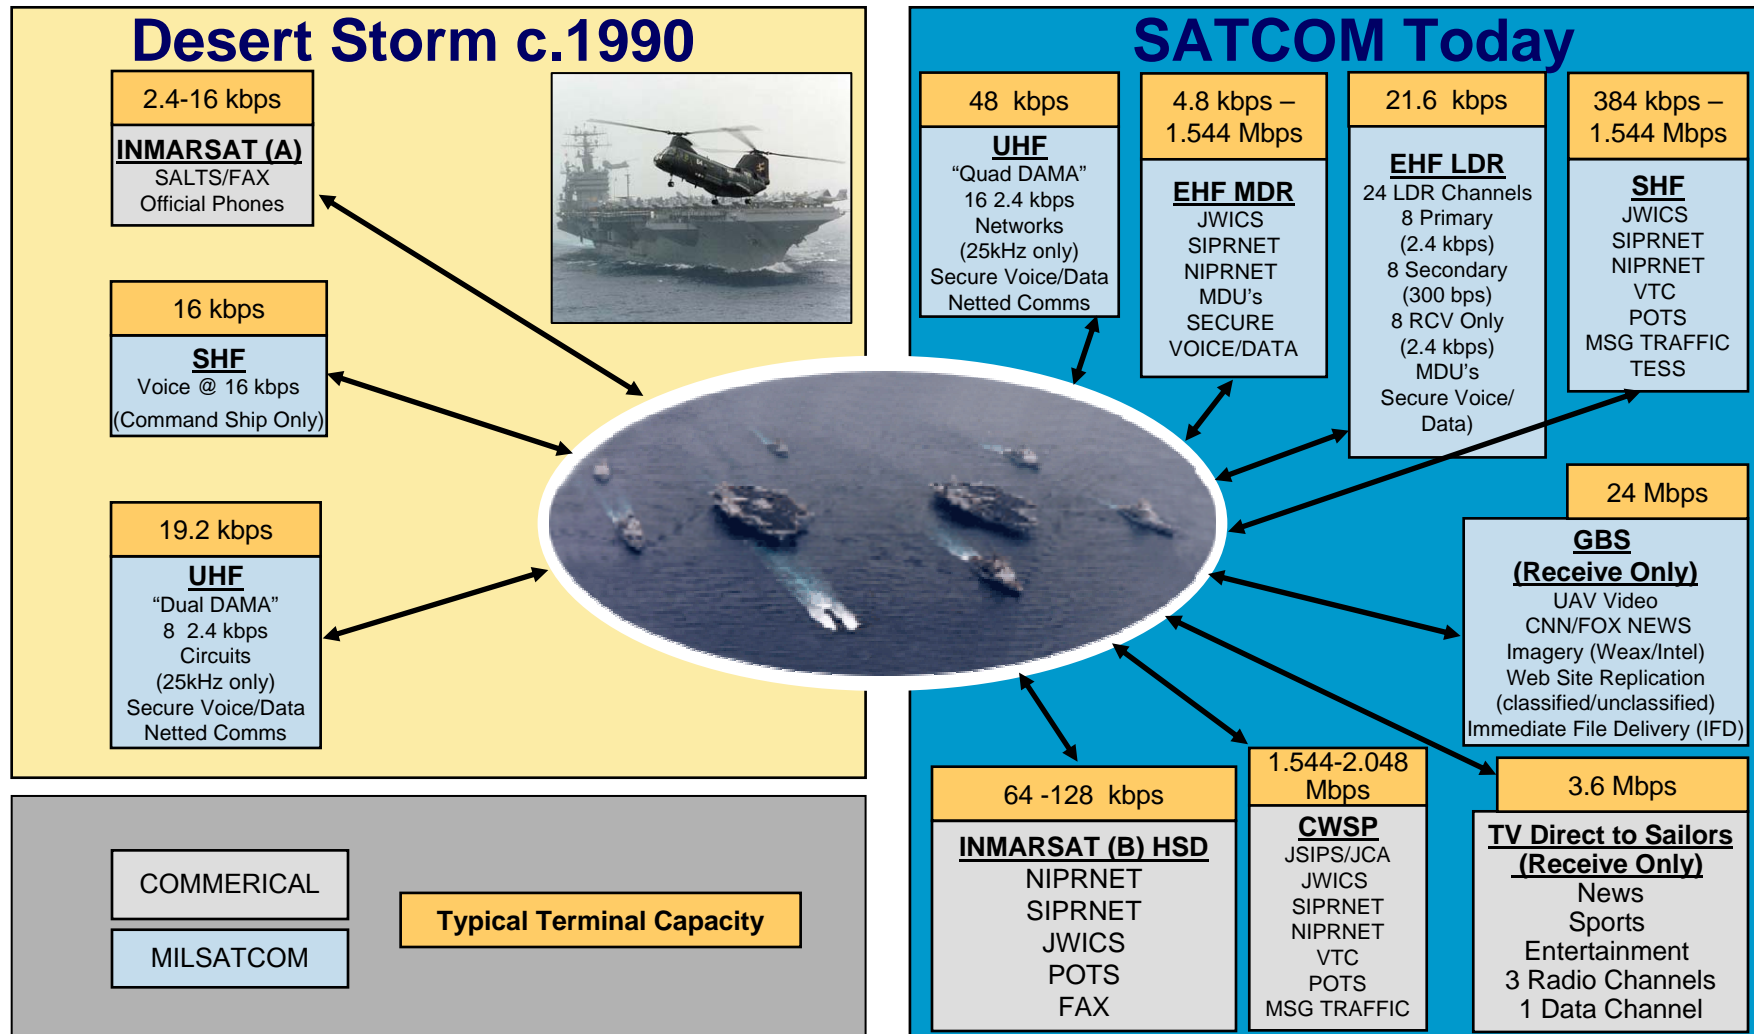 Desert Storm c.1990
2.4-16 kbps
INMARSAT (A)
SALTS/FAX
Official Phones
16 kbps
SHF
Voice @ 16 kbps
(Command Ship Only)
19.2 kbps
UHF
“Dual DAMA”
8 2.4 kbps
Circuits
(25kHz only)
Secure Voice/Data
Netted Comms
COMMERICAL
MILSATCOM
Typical Terminal Capacity
SATCOM Today
48 kbps
UHF
“Quad DAMA”
16 2.4 kbps
Networks
(25kHz only)
Secure Voice/Data
Netted Comms
4.8 kbps –
1.544 Mbps
EHF MDR
JWICS
SIPRNET
NIPRNET
MDU's
SECURE
VOICE/DATA
21.6 kbps
EHF LDR
24 LDR Channels
8 Primary
(2.4 kbps)
8 Secondary
(300 bps)
8 RCV Only
(2.4 kbps)
MDU's
Secure Voice/
Data)
384 kbps –
1.544 Mbps
SHF
JWICS
SIPRNET
NIPRNET
VTC
POTS
MSG TRAFFIC
TESS
24 Mbps
GBS
(Receive Only)
UAV Video
CNN/FOX NEWS
Imagery (Weax/Intel)
Web Site Replication
(classified/unclassified)
Immediate File Delivery (IFD)
64 -128 kbps
INMARSAT (B) HSD
NIPRNET
SIPRNET
JWICS
POTS
FAX
1.544-2.048
Mbps
CWSP
JSIPS/JCA
JWICS
SIPRNET
NIPRNET
VTC
POTS
MSG TRAFFIC
3.6 Mbps
TV Direct to Sailors
(Receive Only)
News
Sports
Entertainment
3 Radio Channels
1 Data Channel